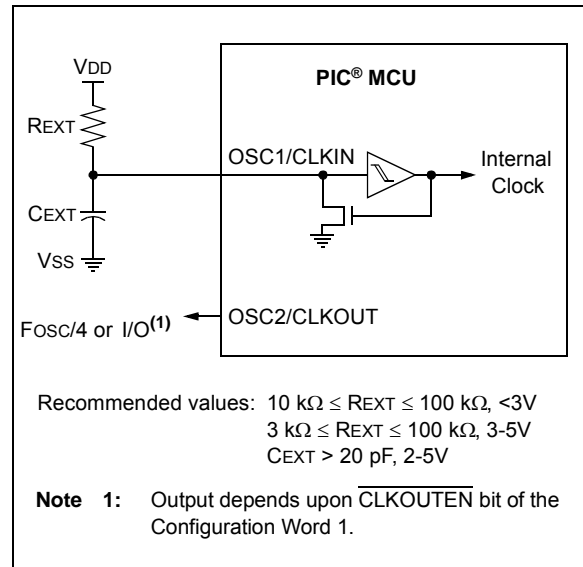 VDD
PIC® MCU
REXT
OSC1/CLKIN
Internal
Clock
CEXT
VSS
OSC2/CLKOUT
FOSC/4 or I/O(1)
Recommended values: 10 kΩ ≤ REXT ≤ 100 kΩ, <3V
3 kΩ ≤ REXT ≤ 100 kΩ, 3-5V
CEXT > 20 pF, 2-5V
Note 1: Output depends upon C̅L̅K̅O̅U̅T̅E̅N̅ bit of the
Configuration Word 1.